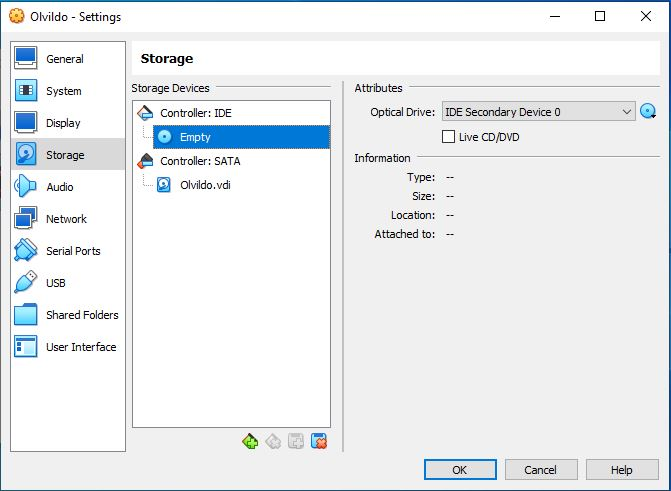 Olvildo - Settings
General
System
Display
Storage
Audio
Network
Serial Ports
USB
Shared Folders
User Interface
Storage
Storage Devices
Controller: IDE
Empty
Controller: SATA
Olvildo.vdi
Attributes
Optical Drive: IDE Secondary Device 0
Live CD/DVD
Information
Type: --
Size: --
Location: --
Attached to: --
OK Cancel Help